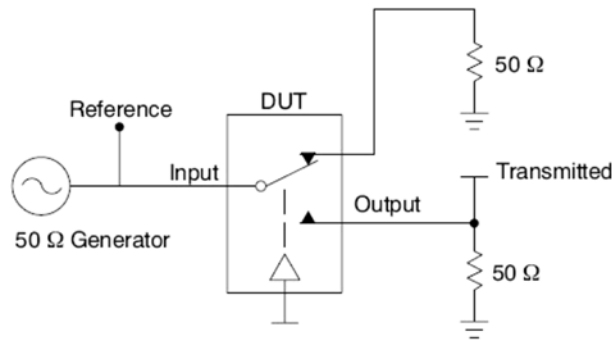 50 Ω
DUT
Reference
Input
Transmitted
Output
50 Ω Generator
50 Ω